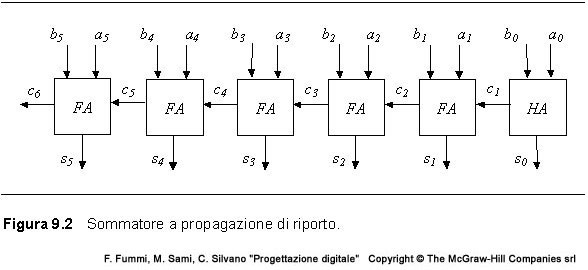 b5 a5 b4 a4 b3 a3 b2 a2 b1 a1 b0 a0
c6 FA c5 FA c4 FA c3 FA c2 FA c1 HA
s5 s4 s3 s2 s1 s0
Figura 9.2 Sommatore a propagazione di riporto.
F. Fummi, M. Sami, C. Silvano "Progettazione digitale" Copyright © The McGraw-Hill Companies srl